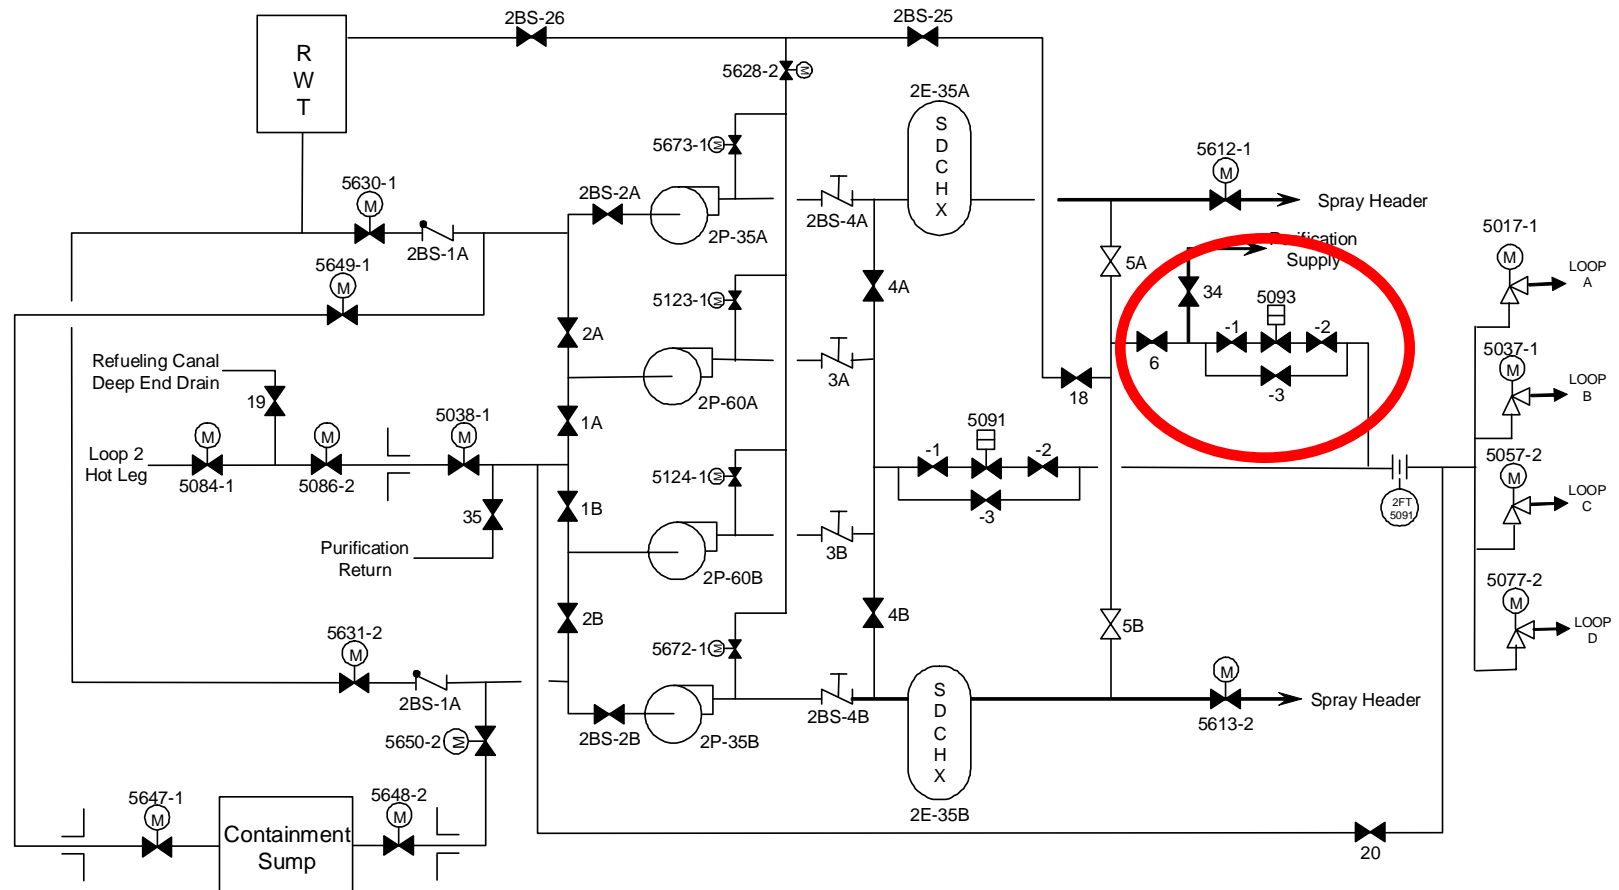 2BS-26
2BS-25
R
W
T
5628-2
M
2E-35A
S
D
C
H
X
5673-1
M
5612-1
M
Spray Header
5630-1
M
2BS-2A
2BS-4A
2P-35A
2BS-1A
5017-1
M
LOOP
A
Purification
Supply
5649-1
M
5A
34
4A
5093
-1
-2
6
-3
5123-1
M
2A
3A
2P-60A
Refueling Canal
Deep End Drain
19
18
5037-1
M
LOOP
B
5038-1
M
1A
5091
-1
-2
-3
Loop 2
Hot Leg
M
5084-1
M
5086-2
5057-2
M
LOOP
C
5124-1
M
2FT
5091
35
1B
3B
Purification
Return
2P-60B
2B
4B
5B
5077-2
M
LOOP
D
5631-2
M
5672-1
M
2BS-1A
2BS-2B
2P-35B
2BS-4B
S
D
C
H
X
M
5613-2
Spray Header
5650-2
M
5647-1
M
5648-2
M
2E-35B
Containment
Sump
20